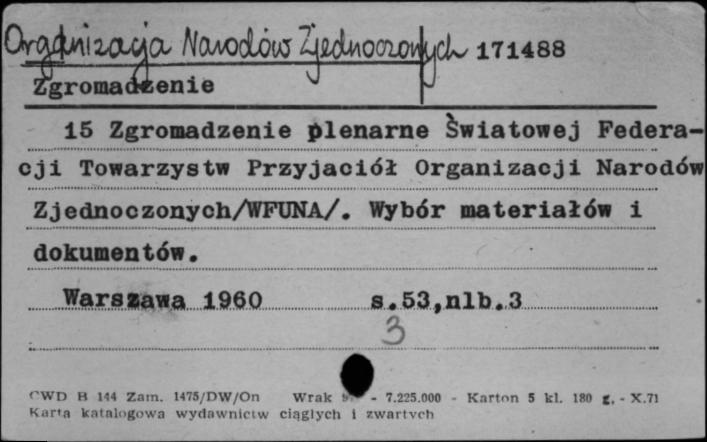 Organizacja Narodów Zjednoczonych 171488
Zgromadzenie
15 Zgromadzenie plenarne Światowej Federa-
cji Towarzystw Przyjaciół Organizacji Narodów
Zjednoczonych/WFUNA/. Wybór materiałów i
dokumentów.
Warszawa 1960 s.53,nlb.3
3
CWD B 144 Zam. 1475/DW/On Wrak - 7.225.000 - Karton 5 kl. 180 g. - X.71
Karta katalogowa wydawnictw ciągłych i zwartych